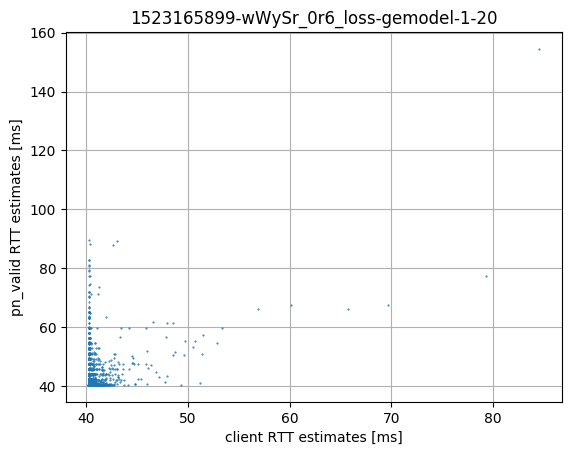 1523165899-wWySr_0r6_loss-gemodel-1-20
160
140
120
100
80
60
40
pn_valid RTT estimates [ms]
40 50 60 70 80
client RTT estimates [ms]